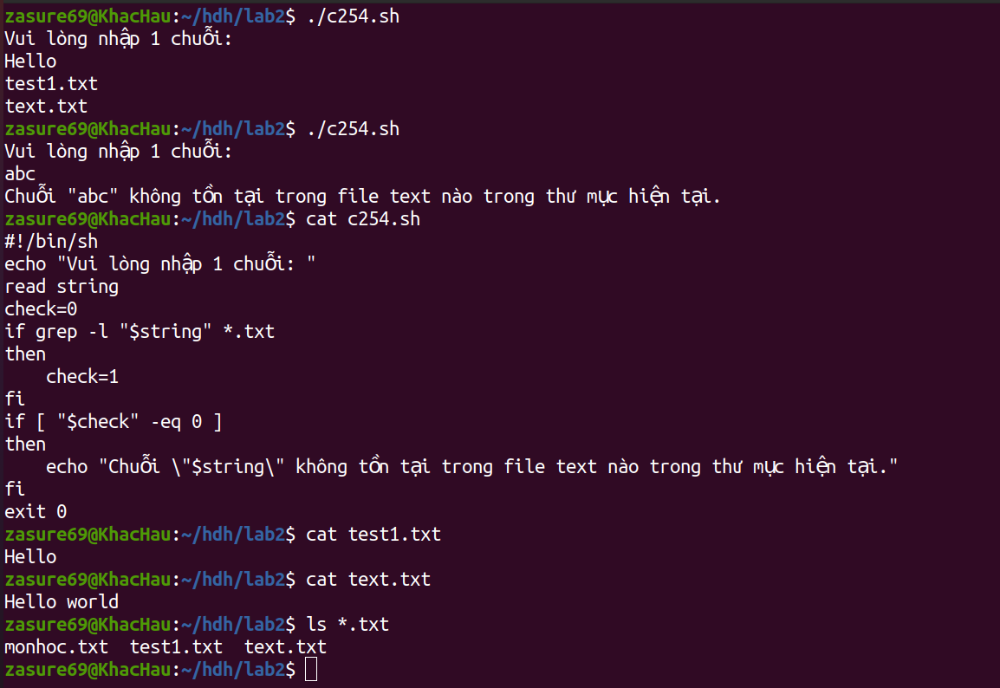 zasure69@KhacHau:~/hdh/lab2$ ./c254.sh
Vui lòng nhập 1 chuỗi:
Hello
test1.txt
text.txt
zasure69@KhacHau:~/hdh/lab2$ ./c254.sh
Vui lòng nhập 1 chuỗi:
abc
Chuỗi "abc" không tồn tại trong file text nào trong thư mục hiện tại.
zasure69@KhacHau:~/hdh/lab2$ cat c254.sh
#!/bin/sh
echo "Vui lòng nhập 1 chuỗi: "
read string
check=0
if grep -l "$string" *.txt
then
    check=1
fi
if [ "$check" -eq 0 ]
then
    echo "Chuỗi \"$string\" không tồn tại trong file text nào trong thư mục hiện tại."
fi
exit 0
zasure69@KhacHau:~/hdh/lab2$ cat test1.txt
Hello
zasure69@KhacHau:~/hdh/lab2$ cat text.txt
Hello world
zasure69@KhacHau:~/hdh/lab2$ ls *.txt
monhoc.txt  test1.txt  text.txt
zasure69@KhacHau:~/hdh/lab2$